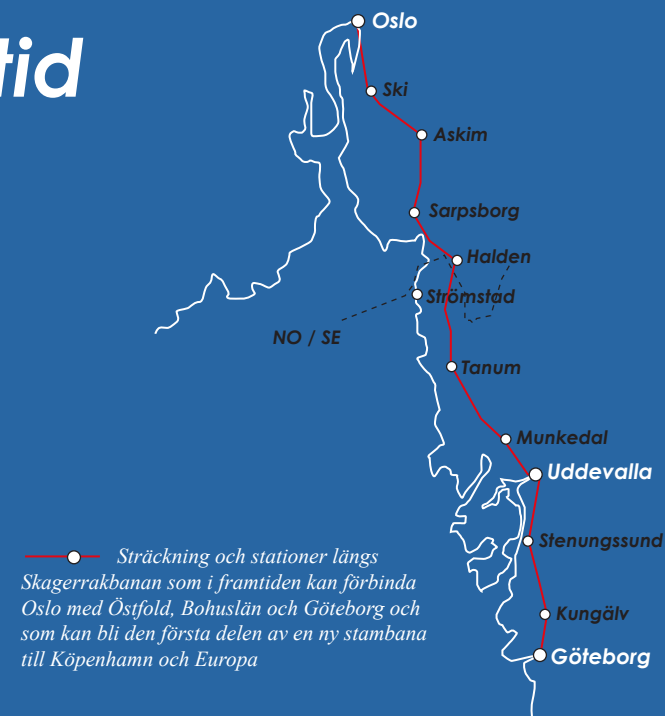 tid
Oslo
Ski
Askim
Sarpsborg
Halden
Strömstad
NO / SE
Tanum
Munkedal
Uddevalla
Stenungssund
Kungälv
Göteborg
Sträckning och stationer längs
Skagerrakbanan som i framtiden kan förbinda
Oslo med Östfold, Bohuslän och Göteborg och
som kan bli den första delen av en ny stambana
till Köpenhamn och Europa